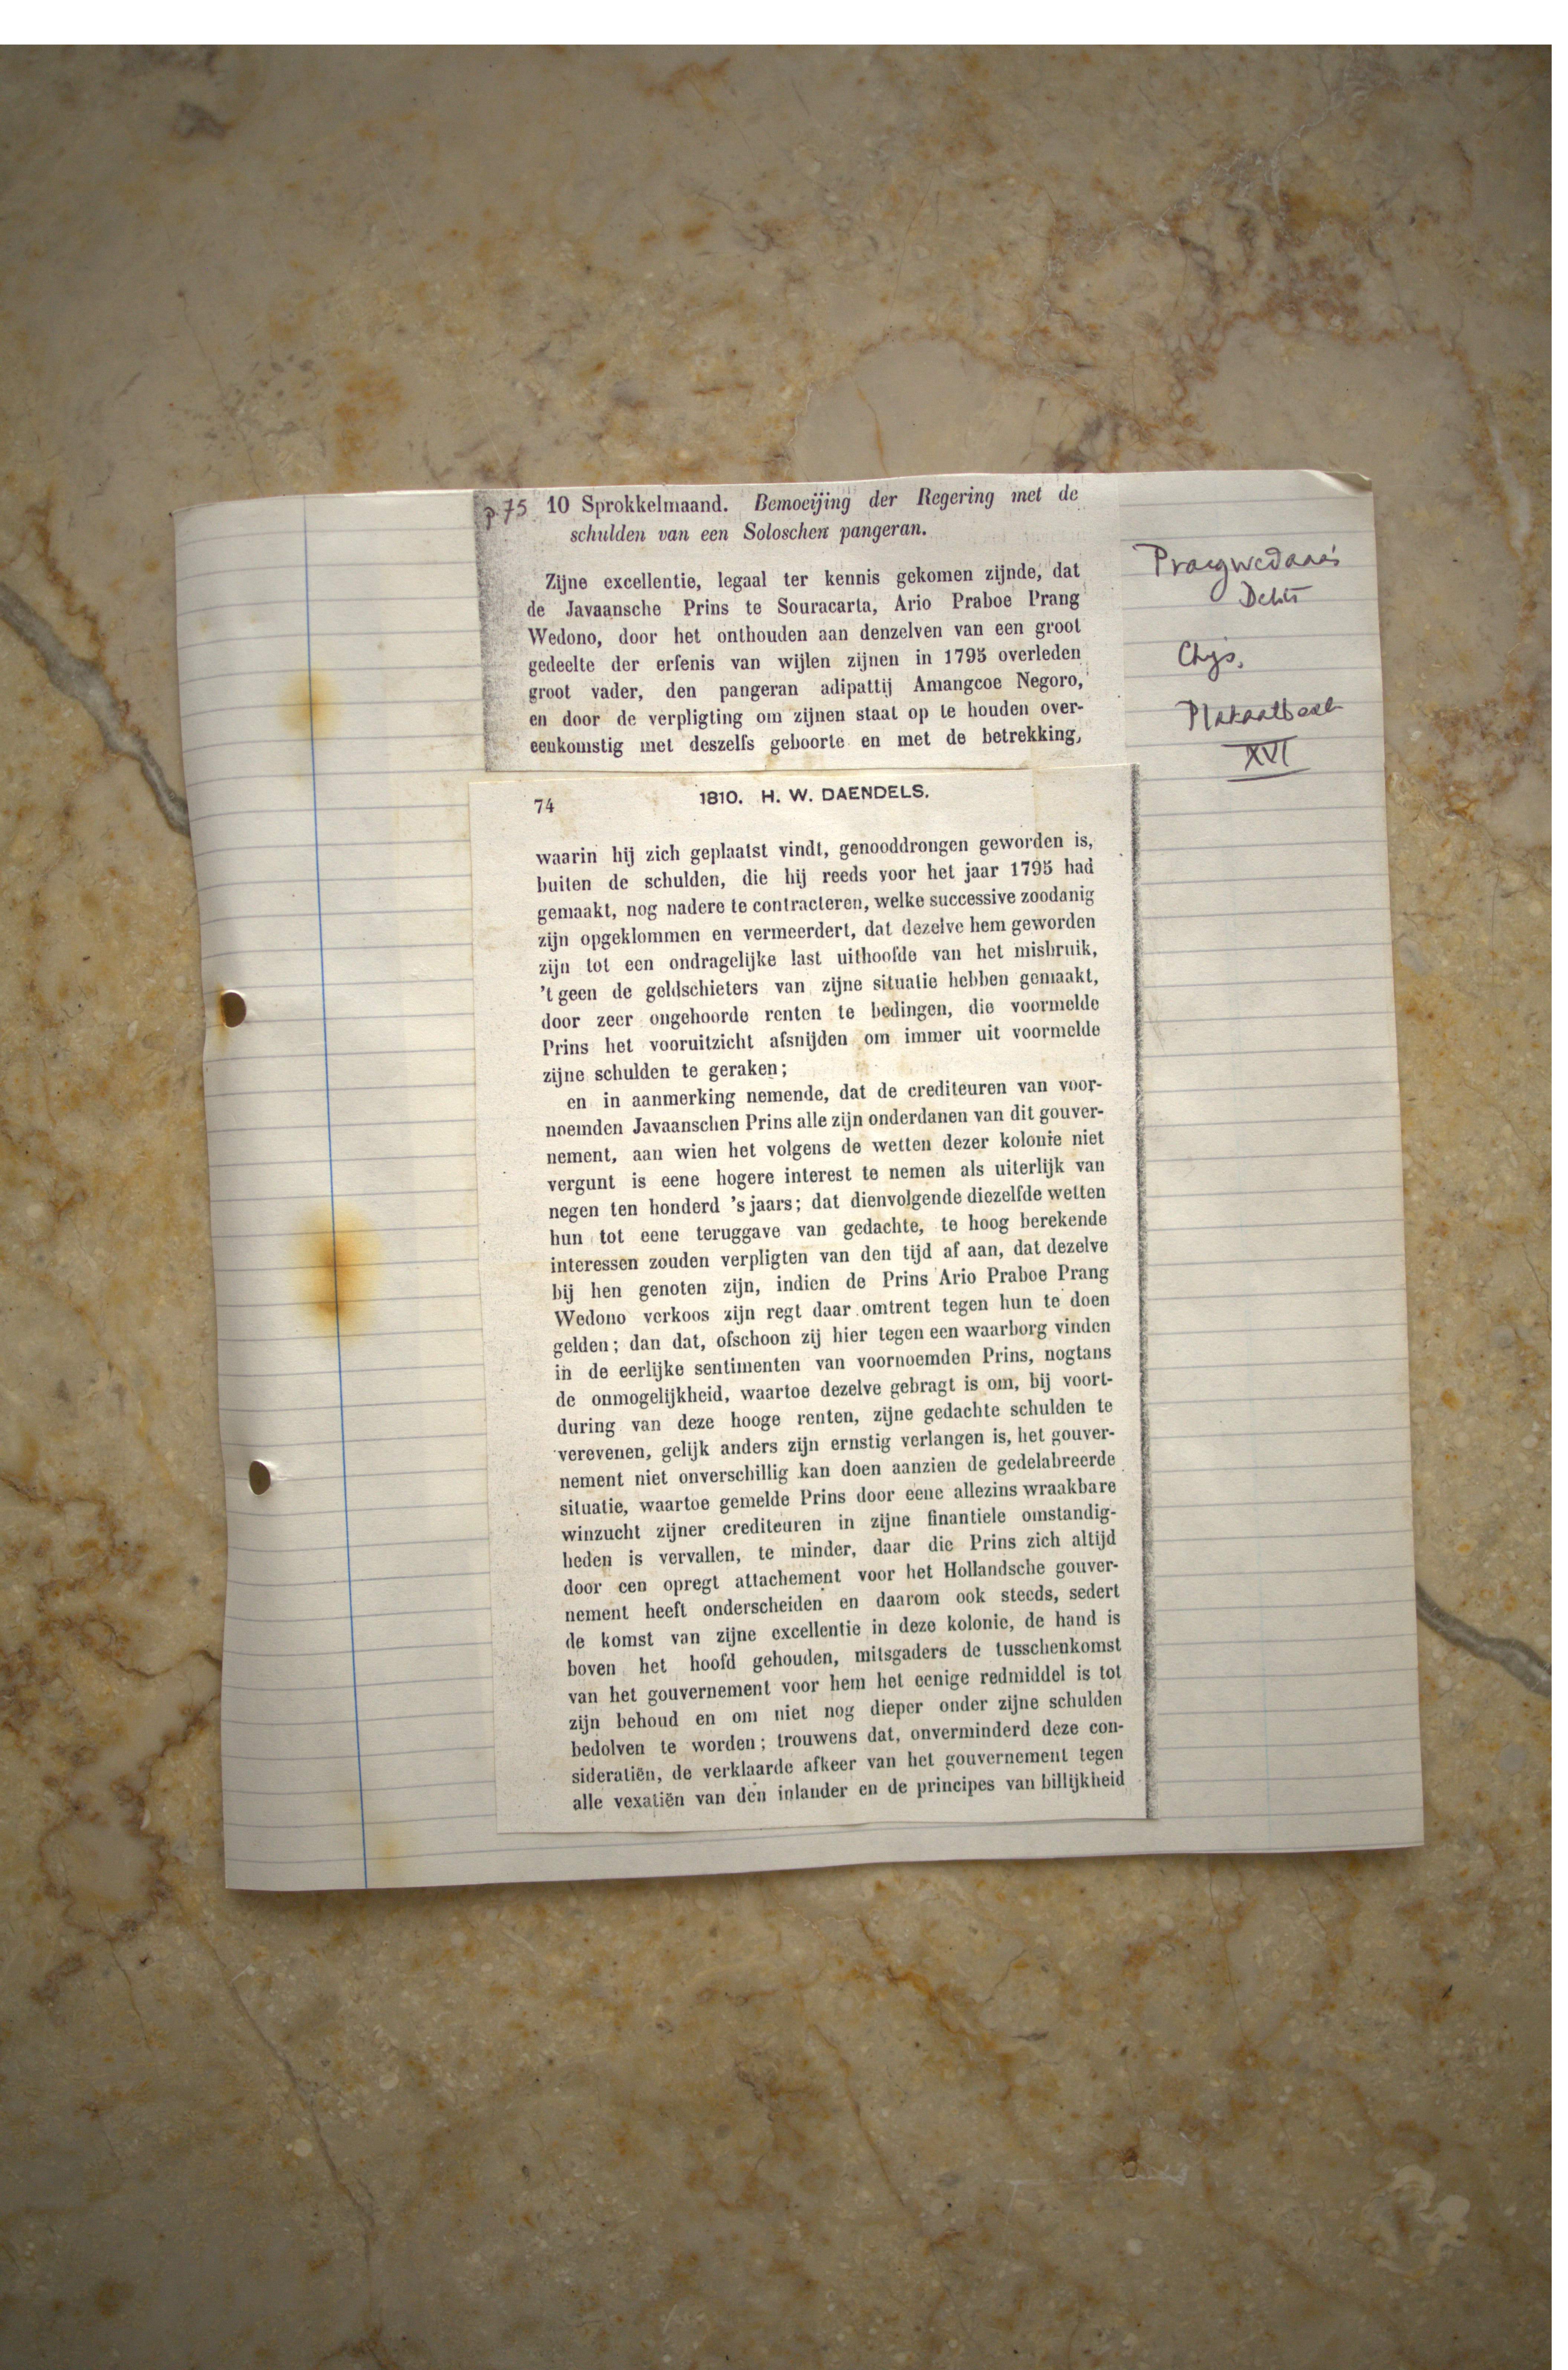 p. 75 10 Sprokkelmaand. Bemoeijing der Regering met de
schulden van een Soloschen pangeran.
Zijne excellentie, legaal ter kennis gekomen zijnde, dat
de Javaansche Prins te Souracarta, Ario Praboe Prang
Wedono, door het onthouden aan denzelven van een groot
gedeelte der erfenis van wijlen zijnen in 1795 overleden
groot vader, den pangeran adipattij Amangcoe Negoro,
en door de verpligting om zijnen staat op te houden over-
eenkomstig met deszelfs geboorte en met de betrekking,
Prangwedana's
Debts
Chijs.
Plakaatboek
XVI
74 1810. H. W. DAENDELS.
waarin hij zich geplaatst vindt, genooddrongen geworden is,
buiten de schulden, die hij reeds voor het jaar 1795 had
gemaakt, nog nadere te contracteren, welke successive zoodanig
zijn opgeklommen en vermeerdert, dat dezelve hem geworden
zijn tot een ondragelijke last uithoofde van het misbruik,
't geen de geldschieters van zijne situatie hebben gemaakt,
door zeer ongehoorde renten te bedingen, die voormelde
Prins het vooruitzicht afsnijden om immer uit voormelde
zijne schulden te geraken;
en in aanmerking nemende, dat de crediteuren van voor-
noemden Javaanschen Prins alle zijn onderdanen van dit gouver-
nement, aan wien het volgens de wetten dezer kolonie niet
vergunt is eene hogere interest te nemen als uiterlijk van
negen ten honderd 's jaars; dat dienvolgende diezelfde wetten
hun tot eene teruggave van gedachte, te hoog berekende
interessen zouden verpligten van den tijd af aan, dat dezelve
bij hen genoten zijn, indien de Prins Ario Praboe Prang
Wedono verkoos zijn regt daar omtrent tegen hun te doen
gelden; dan dat, ofschoon zij hier tegen een waarborg vinden
in de eerlijke sentimenten van voornoemden Prins, nogtans
de onmogelijkheid, waartoe dezelve gebragt is om, bij voort-
during van deze hooge renten, zijne gedachte schulden te
verevenen, gelijk anders zijn ernstig verlangen is, het gouver-
nement niet onverschillig kan doen aanzien de gedelabreerde
situatie, waartoe gemelde Prins door eene allezins wraakbare
winzucht zijner crediteuren in zijne finantiele omstandig-
heden is vervallen, te minder, daar die Prins zich altijd
door een opregt attachement voor het Hollandsche gouver-
nement heeft onderscheiden en daarom ook steeds, sedert
de komst van zijne excellentie in deze kolonie, de hand is
boven het hoofd gehouden, mitsgaders de tusschenkomst
van het gouvernement voor hem het eenige redmiddel is tot
zijn behoud en om niet nog dieper onder zijne schulden
bedolven te worden; trouwens dat, onverminderd deze con-
sideratiën, de verklaarde afkeer van het gouvernement tegen
alle vexatiën van den inlander en de principes van billijkheid